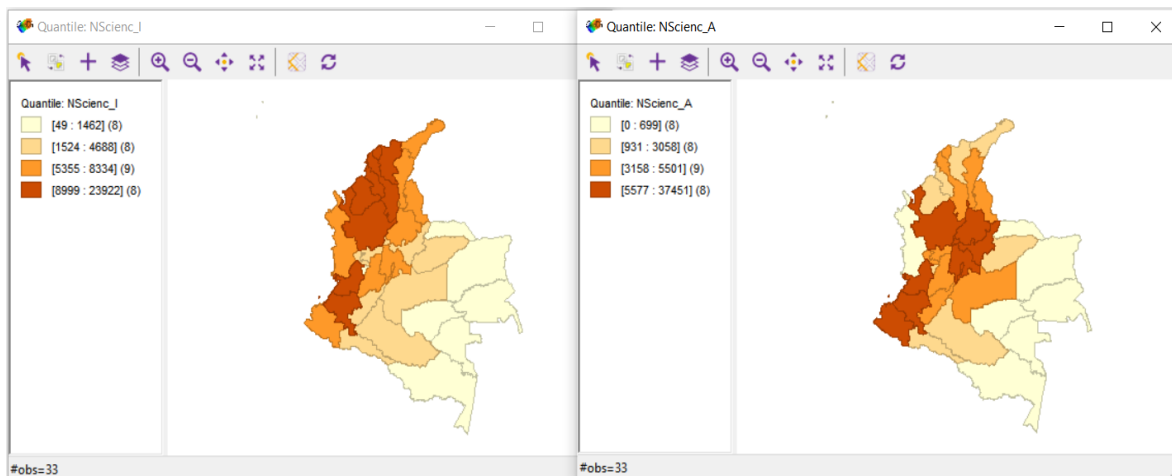 Quantile: NScienc_I
Quantile: NScienc_I
[49 : 1462] (8)
[1524 : 4688] (8)
[5355 : 8334] (9)
[8999 : 23922] (8)
#obs=33
Quantile: NScienc_A
Quantile: NScienc_A
[0 : 699] (8)
[931 : 3058] (8)
[3158 : 5501] (9)
[5577 : 37451] (8)
#obs=33